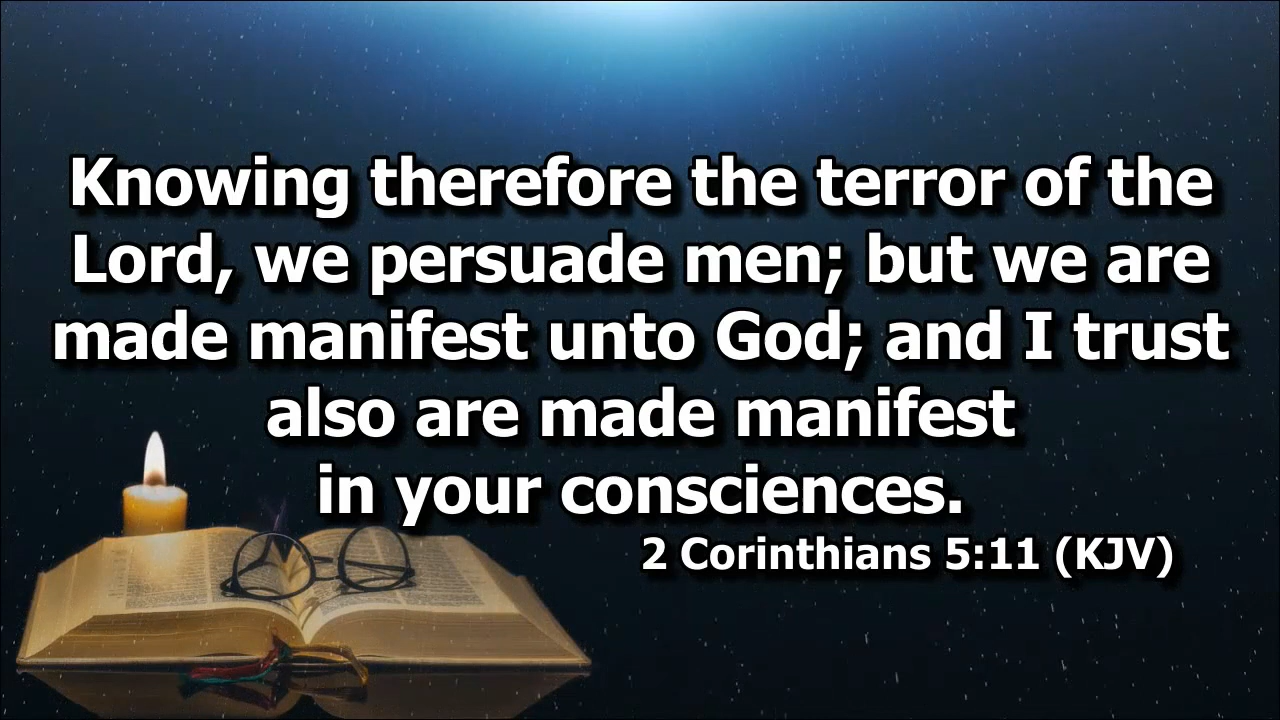 Knowing therefore the terror of the
Lord, we persuade men; but we are
made manifest unto God; and I trust
also are made manifest
in your consciences.
2 Corinthians 5:11 (KJV)